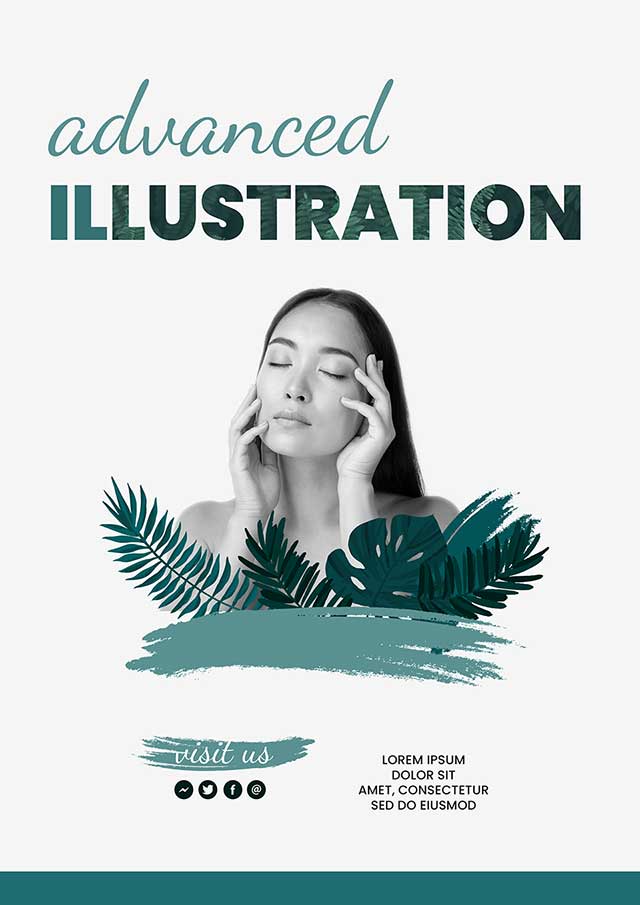 advanced
ILLUSTRATION
visit us
LOREM IPSUM
DOLOR SIT
AMET, CONSECTETUR
SED DO EIUSMOD